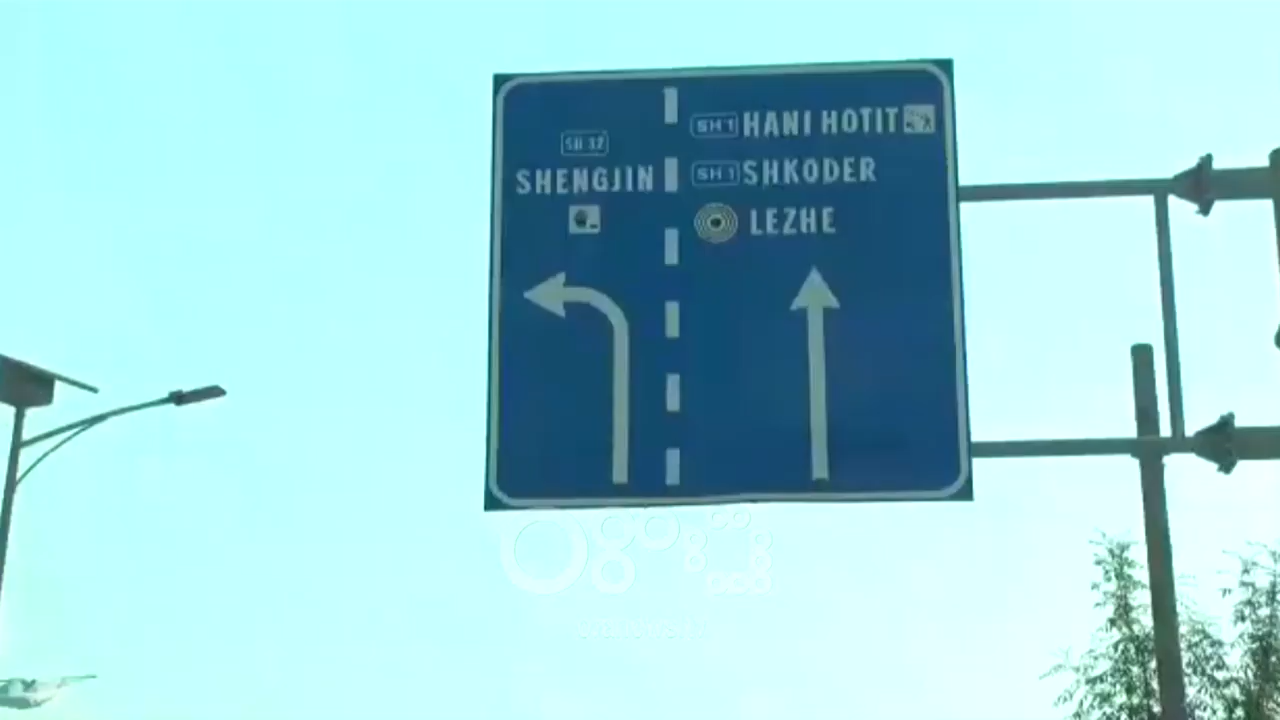 SH 32
SHENGJIN
SH 1 HANI HOTIT
SH 1 SHKODER
LEZHE